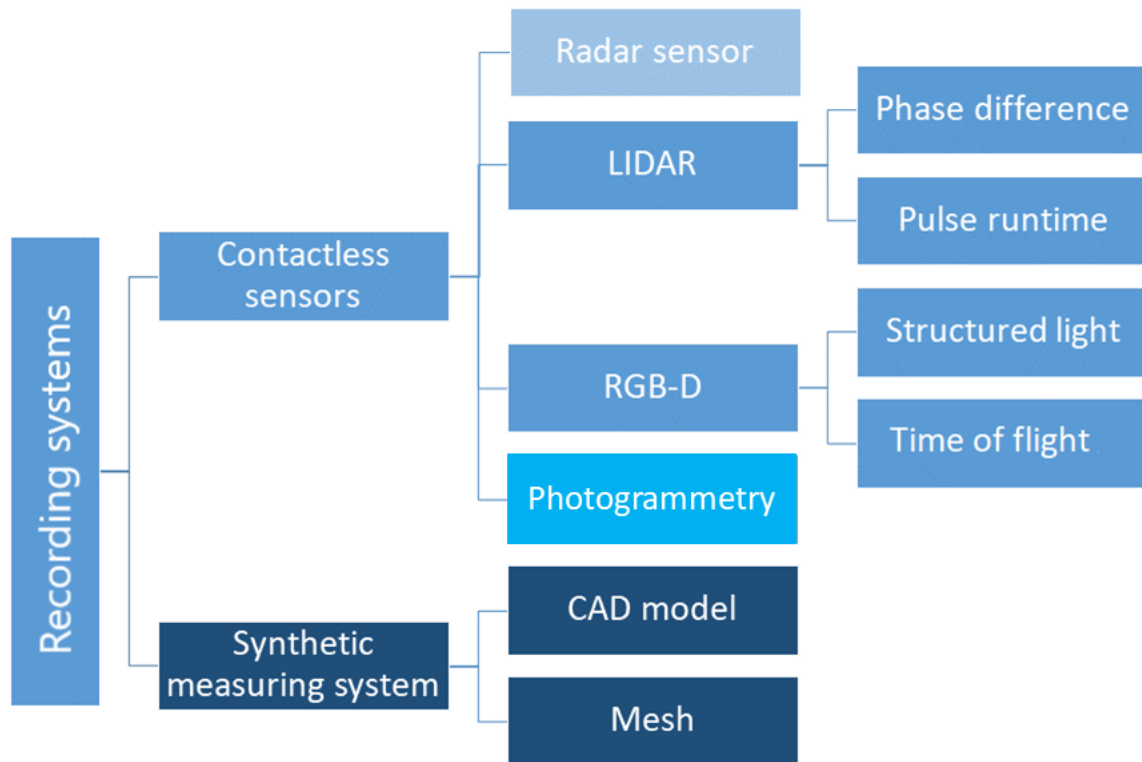 Recording systems
Contactless
sensors
Radar sensor
LIDAR
Phase difference
Pulse runtime
RGB-D
Structured light
Time of flight
Photogrammetry
Synthetic
measuring system
CAD model
Mesh